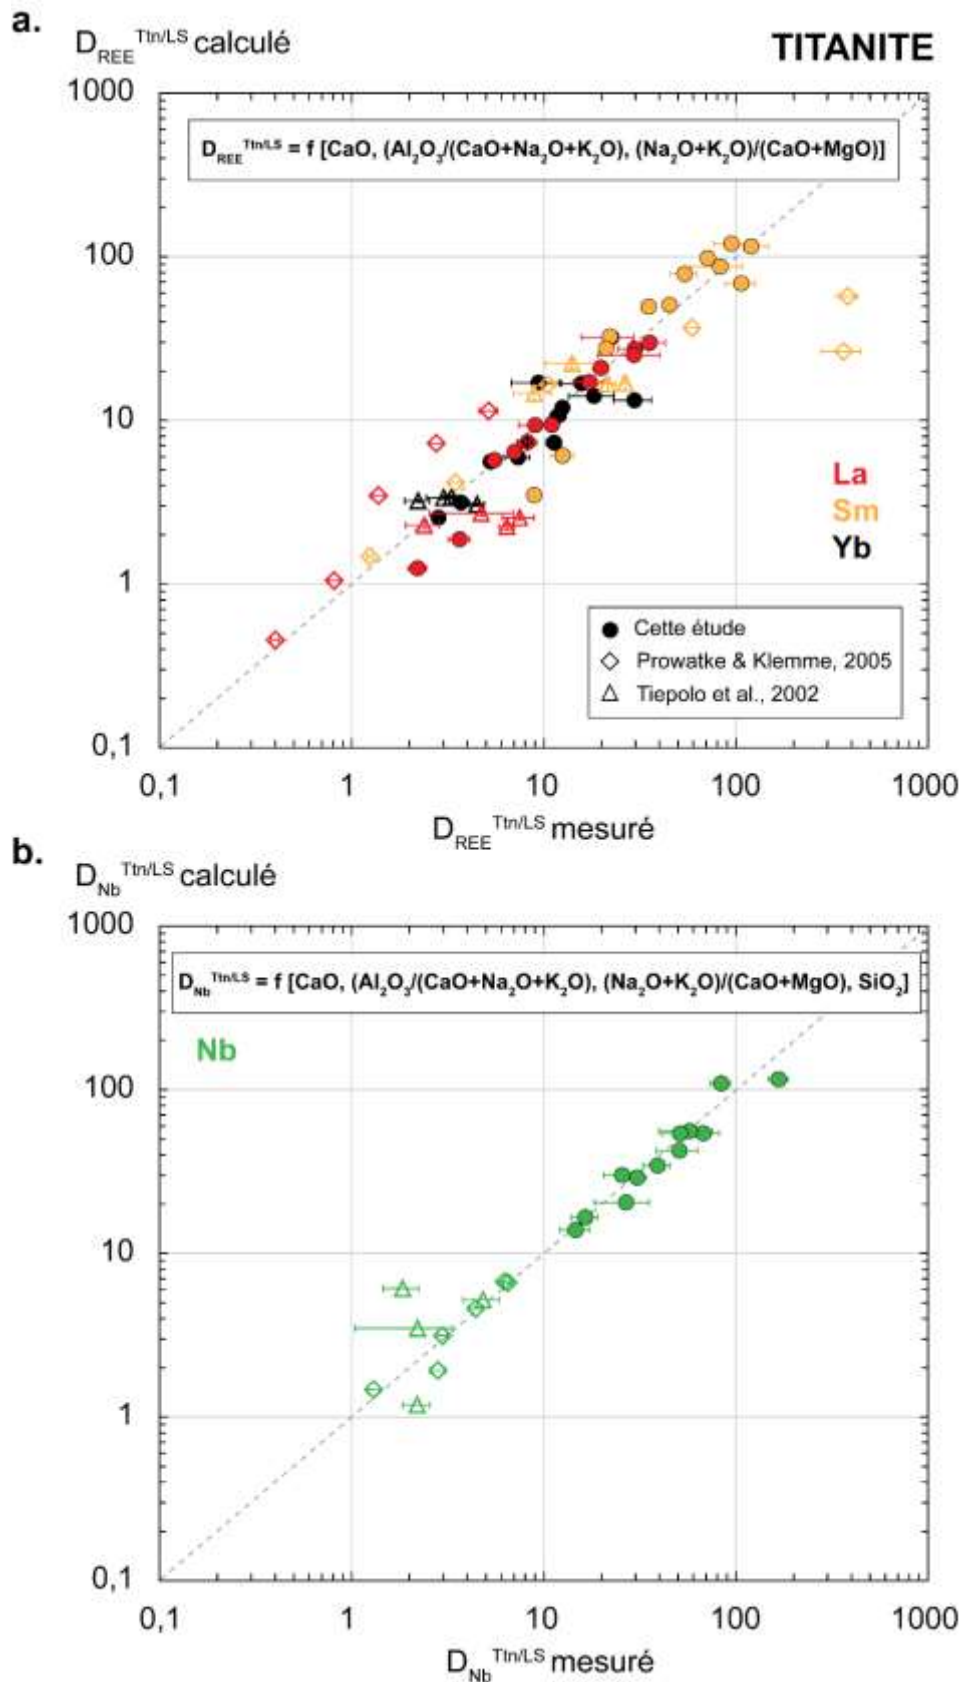 a.
D_REE^Ttn/LS calculé
TITANITE
1000
D_REE^Ttn/LS = f [CaO, (Al₂O₃/(CaO+Na₂O+K₂O), (Na₂O+K₂O)/(CaO+MgO)]
100
10
La
Sm
Yb
1
Cette étude
Prowatke & Klemme, 2005
Tiepolo et al., 2002
0,1
0,1 1 10 100 1000
D_REE^Ttn/LS mesuré
b.
D_Nb^Ttn/LS calculé
1000
D_Nb^Ttn/LS = f [CaO, (Al₂O₃/(CaO+Na₂O+K₂O), (Na₂O+K₂O)/(CaO+MgO), SiO₂]
Nb
100
10
1
0,1
0,1 1 10 100 1000
D_Nb^Ttn/LS mesuré